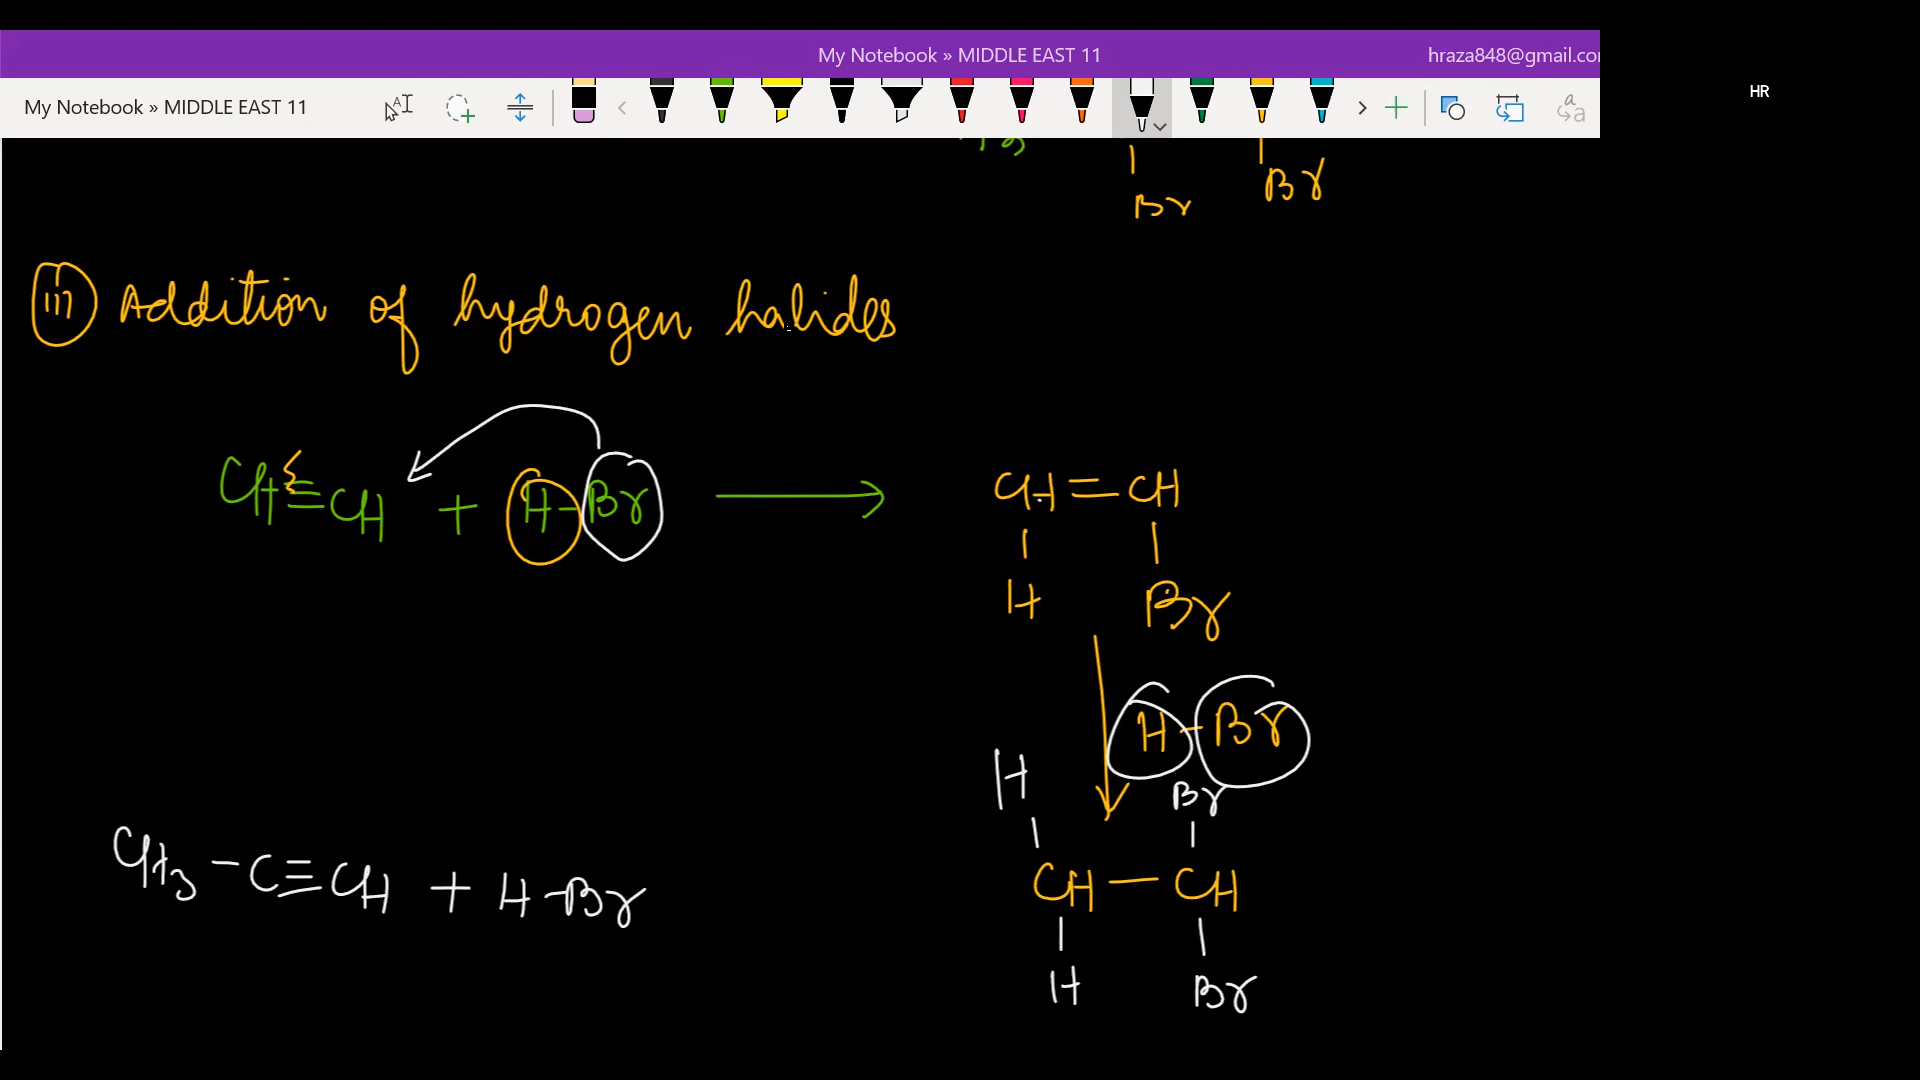 My Notebook » MIDDLE EAST 11
hraza848@gmail.co
My Notebook » MIDDLE EAST 11
HR
Br Br
(iii) Addition of hydrogen halides
CH≡CH + H-Br → CH=CH
H Br
H-Br
H Br
CH3-C≡CH + H-Br
CH — CH
H Br